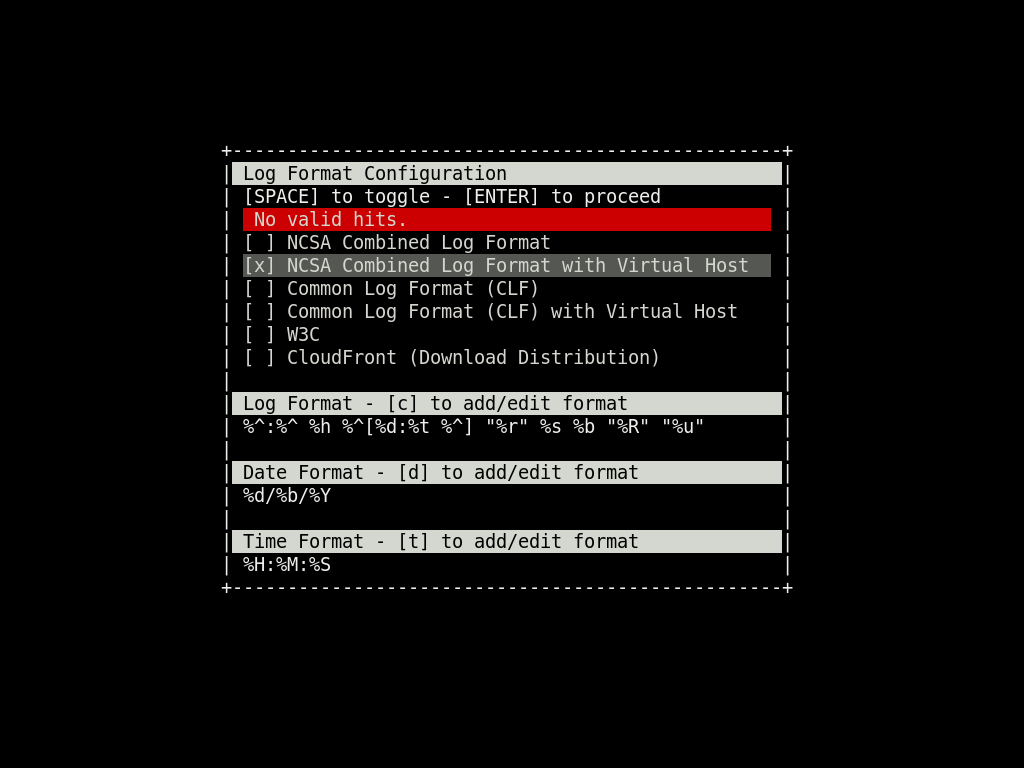 +--------------------------------------------------+
| Log Format Configuration |
| [SPACE] to toggle - [ENTER] to proceed |
| No valid hits. |
| [ ] NCSA Combined Log Format |
| [x] NCSA Combined Log Format with Virtual Host |
| [ ] Common Log Format (CLF) |
| [ ] Common Log Format (CLF) with Virtual Host |
| [ ] W3C |
| [ ] CloudFront (Download Distribution) |
| |
| Log Format - [c] to add/edit format |
| %^:%^ %h %^[%d:%t %^] "%r" %s %b "%R" "%u" |
| |
| Date Format - [d] to add/edit format |
| %d/%b/%Y |
| |
| Time Format - [t] to add/edit format |
| %H:%M:%S |
+--------------------------------------------------+